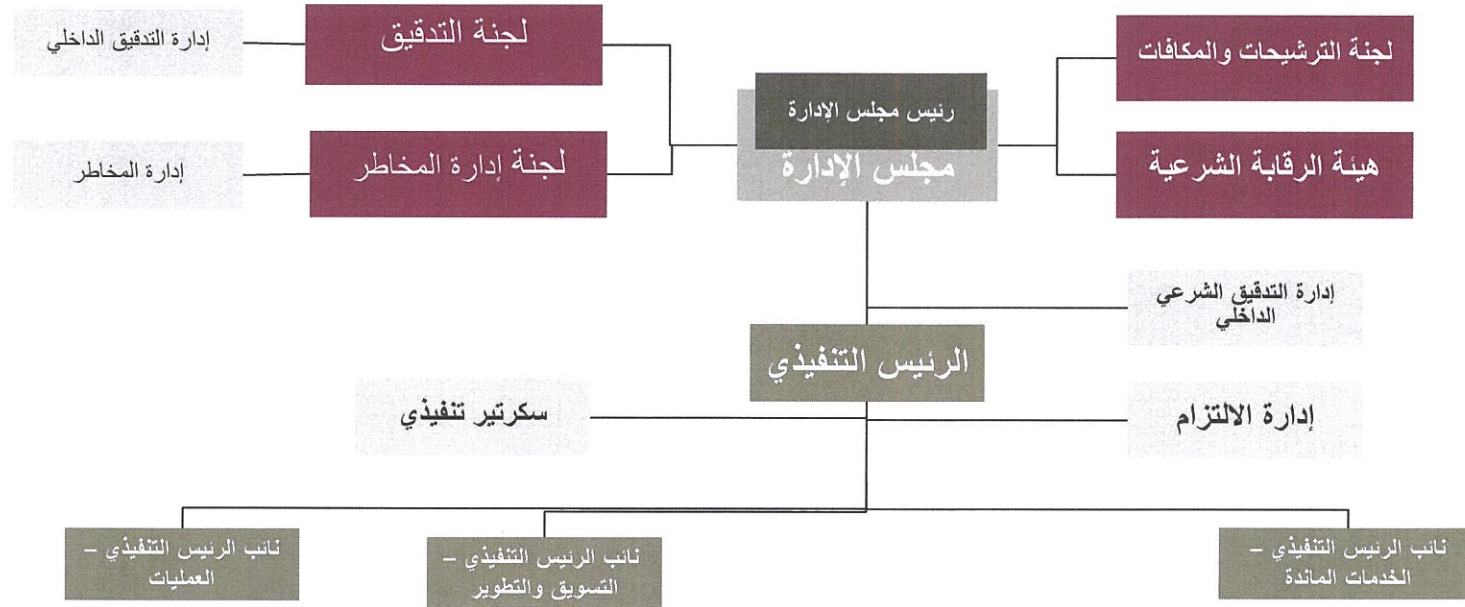 لجنة الترشيحات والمكافات
لجنة التدقيق
إدارة التدقيق الداخلي
رئيس مجلس الإدارة
مجلس الإدارة
هيئة الرقابة الشرعية
لجنة إدارة المخاطر
إدارة المخاطر
إدارة التدقيق الشرعي
الداخلي
الرئيس التنفيذي
إدارة الالتزام
سكرتير تنفيذي
نائب الرئيس التنفيذي –
الخدمات الماندة
نائب الرئيس التنفيذي –
التسويق والتطوير
نائب الرئيس التنفيذي –
العمليات